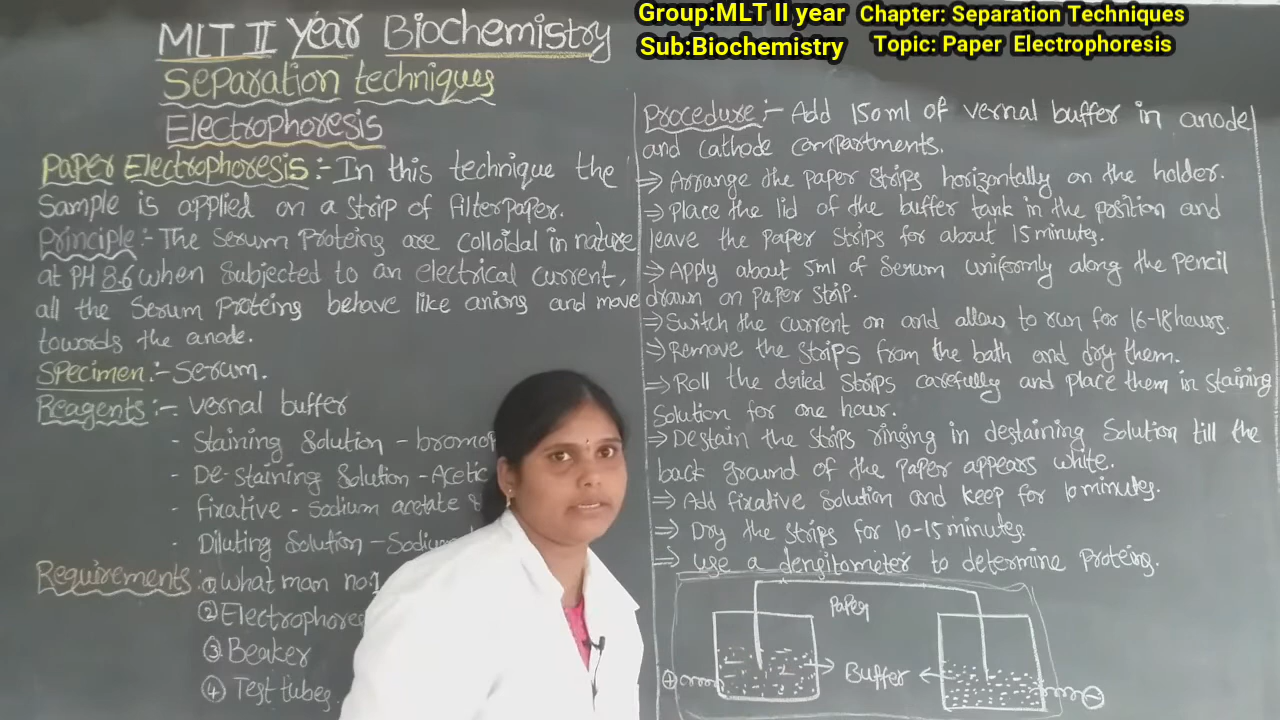 Group:MLT II year
Sub:Biochemistry
Chapter: Separation Techniques
Topic: Paper Electrophoresis
MLT II year Biochemistry
Separation techniques
Electrophoresis
Paper Electrophoresis:- In this technique the
Sample is applied on a strip of filterpaper.
Principle:- The serum proteins are colloidal in nature
at PH 8.6 when subjected to an electrical current,
all the serum proteins behave like anions and move
towards the anode.
Specimen:- Serum.
Reagents:- Vernal buffer
- Staining Solution - bromop
- De-staining Solution - Acetic
- fixative - Sodium acetate &
- Diluting Solution - Sodium
Requirements: ① What man no:1
② Electrophores
③ Beaker
④ Test tubes
Procedure:- Add 150ml of vernal buffer in anode
and cathode compartments.
⇒ Arrange the paper strips horizontally on the holder.
⇒ Place the lid of the buffer tank in the position and
leave the paper strips for about 15 minutes.
⇒ Apply about 5ml of serum uniformly along the pencil
drawn on paper strip.
⇒ Switch the current on and allow to run for 16-18 hours.
⇒ Remove the strips from the bath and dry them.
⇒ Roll the dried strips carefully and place them in staining
solution for one hour.
⇒ Destain the strips ringing in destaining solution till the
back ground of the paper appears white.
⇒ Add fixative solution and keep for 10 minutes.
⇒ Dry the strips for 10-15 minutes.
⇒ Use a densitometer to determine proteins.
Paper
+ → Buffer ← -